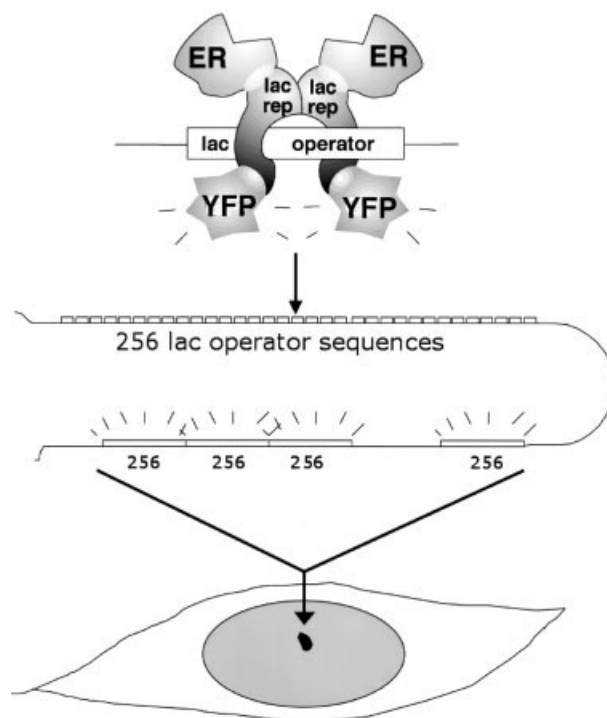 ER ER
lac lac
rep rep
lac operator
YFP YFP
256 lac operator sequences
256 256 256 256